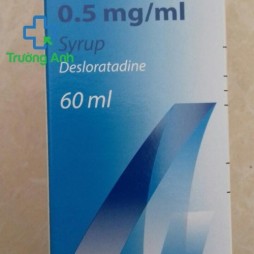 0.5 mg/ml
Trường Anh
Syrup
Desloratadine
60 ml